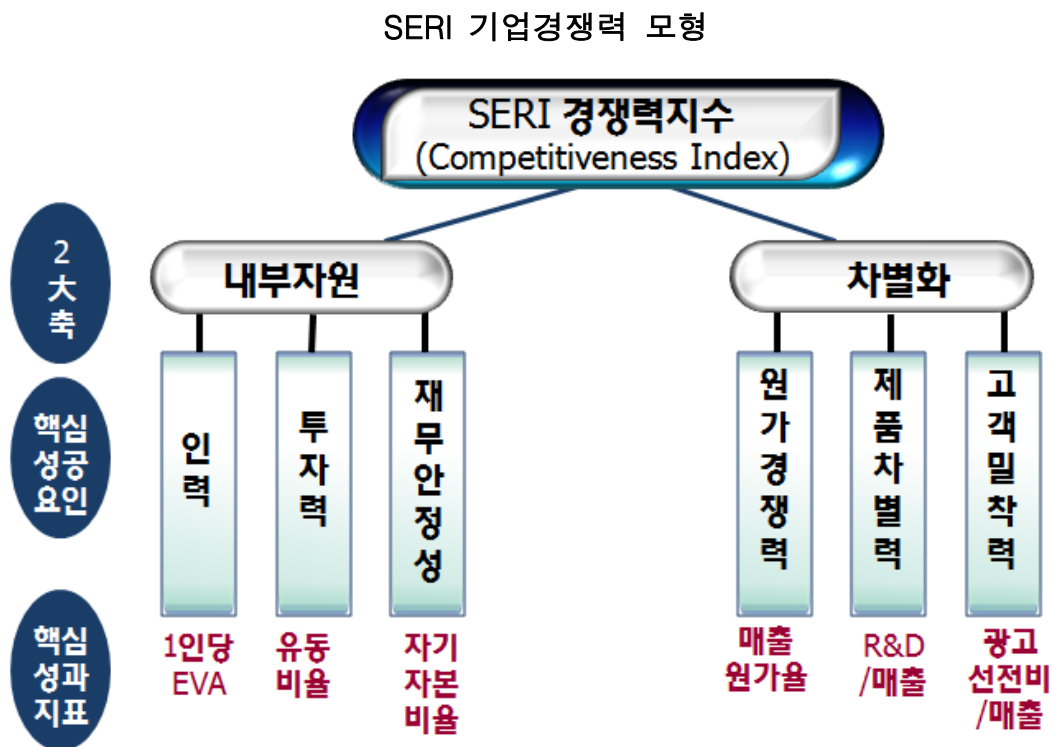 SERI 기업경쟁력 모형
SERI 경쟁력지수
(Competitiveness Index)
2
大
축
내부자원
차별화
핵심
성공
요인
인력
투자력
재무안정성
원가경쟁력
제품차별력
고객밀착력
핵심
성과
지표
1인당
EVA
유동
비율
자기
자본
비율
매출
원가율
R&D
/매출
광고
선전비
/매출